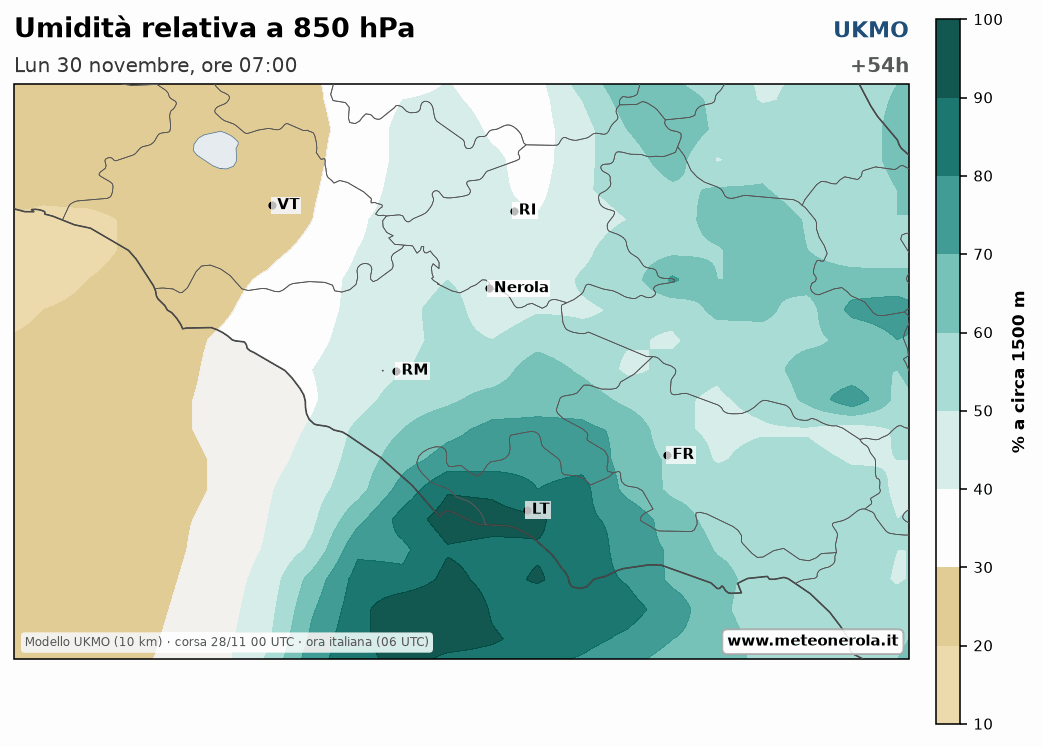 Umidità relativa a 850 hPa
UKMO
Lun 30 novembre, ore 07:00
+54h
VT
RI
Nerola
RM
FR
LT
Modello UKMO (10 km) · corsa 28/11 00 UTC · ora italiana (06 UTC)
www.meteonerola.it
100
90
80
70
60
50
40
30
20
10
% a circa 1500 m